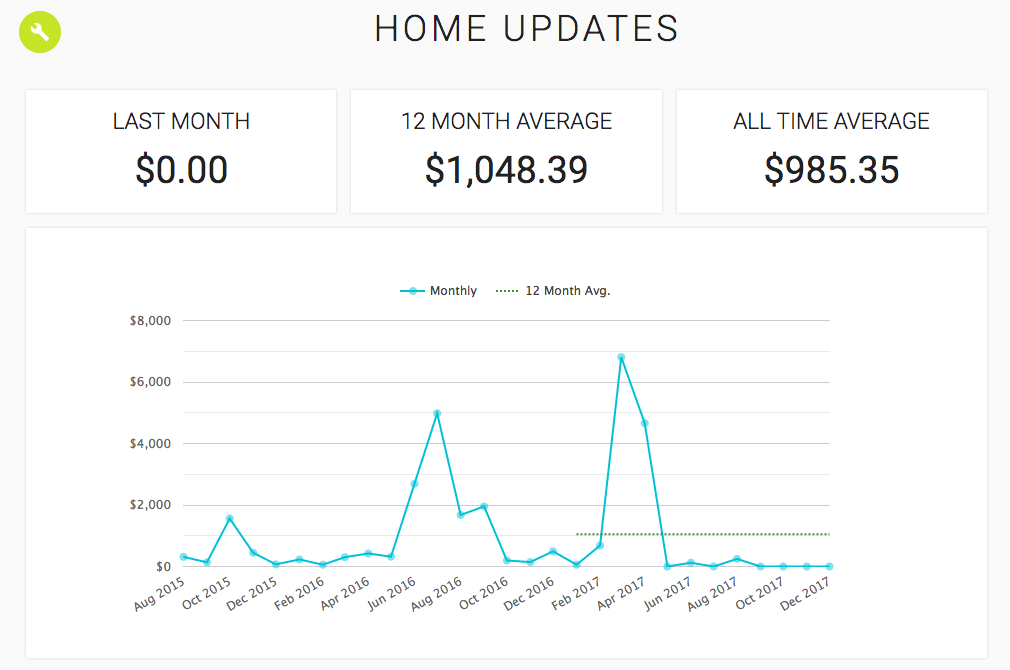 HOME UPDATES
LAST MONTH
$0.00
12 MONTH AVERAGE
$1,048.39
ALL TIME AVERAGE
$985.35
Monthly
12 Month Avg.
$8,000
$6,000
$4,000
$2,000
$0
Aug 2015
Oct 2015
Dec 2015
Feb 2016
Apr 2016
Jun 2016
Aug 2016
Oct 2016
Dec 2016
Feb 2017
Apr 2017
Jun 2017
Aug 2017
Oct 2017
Dec 2017